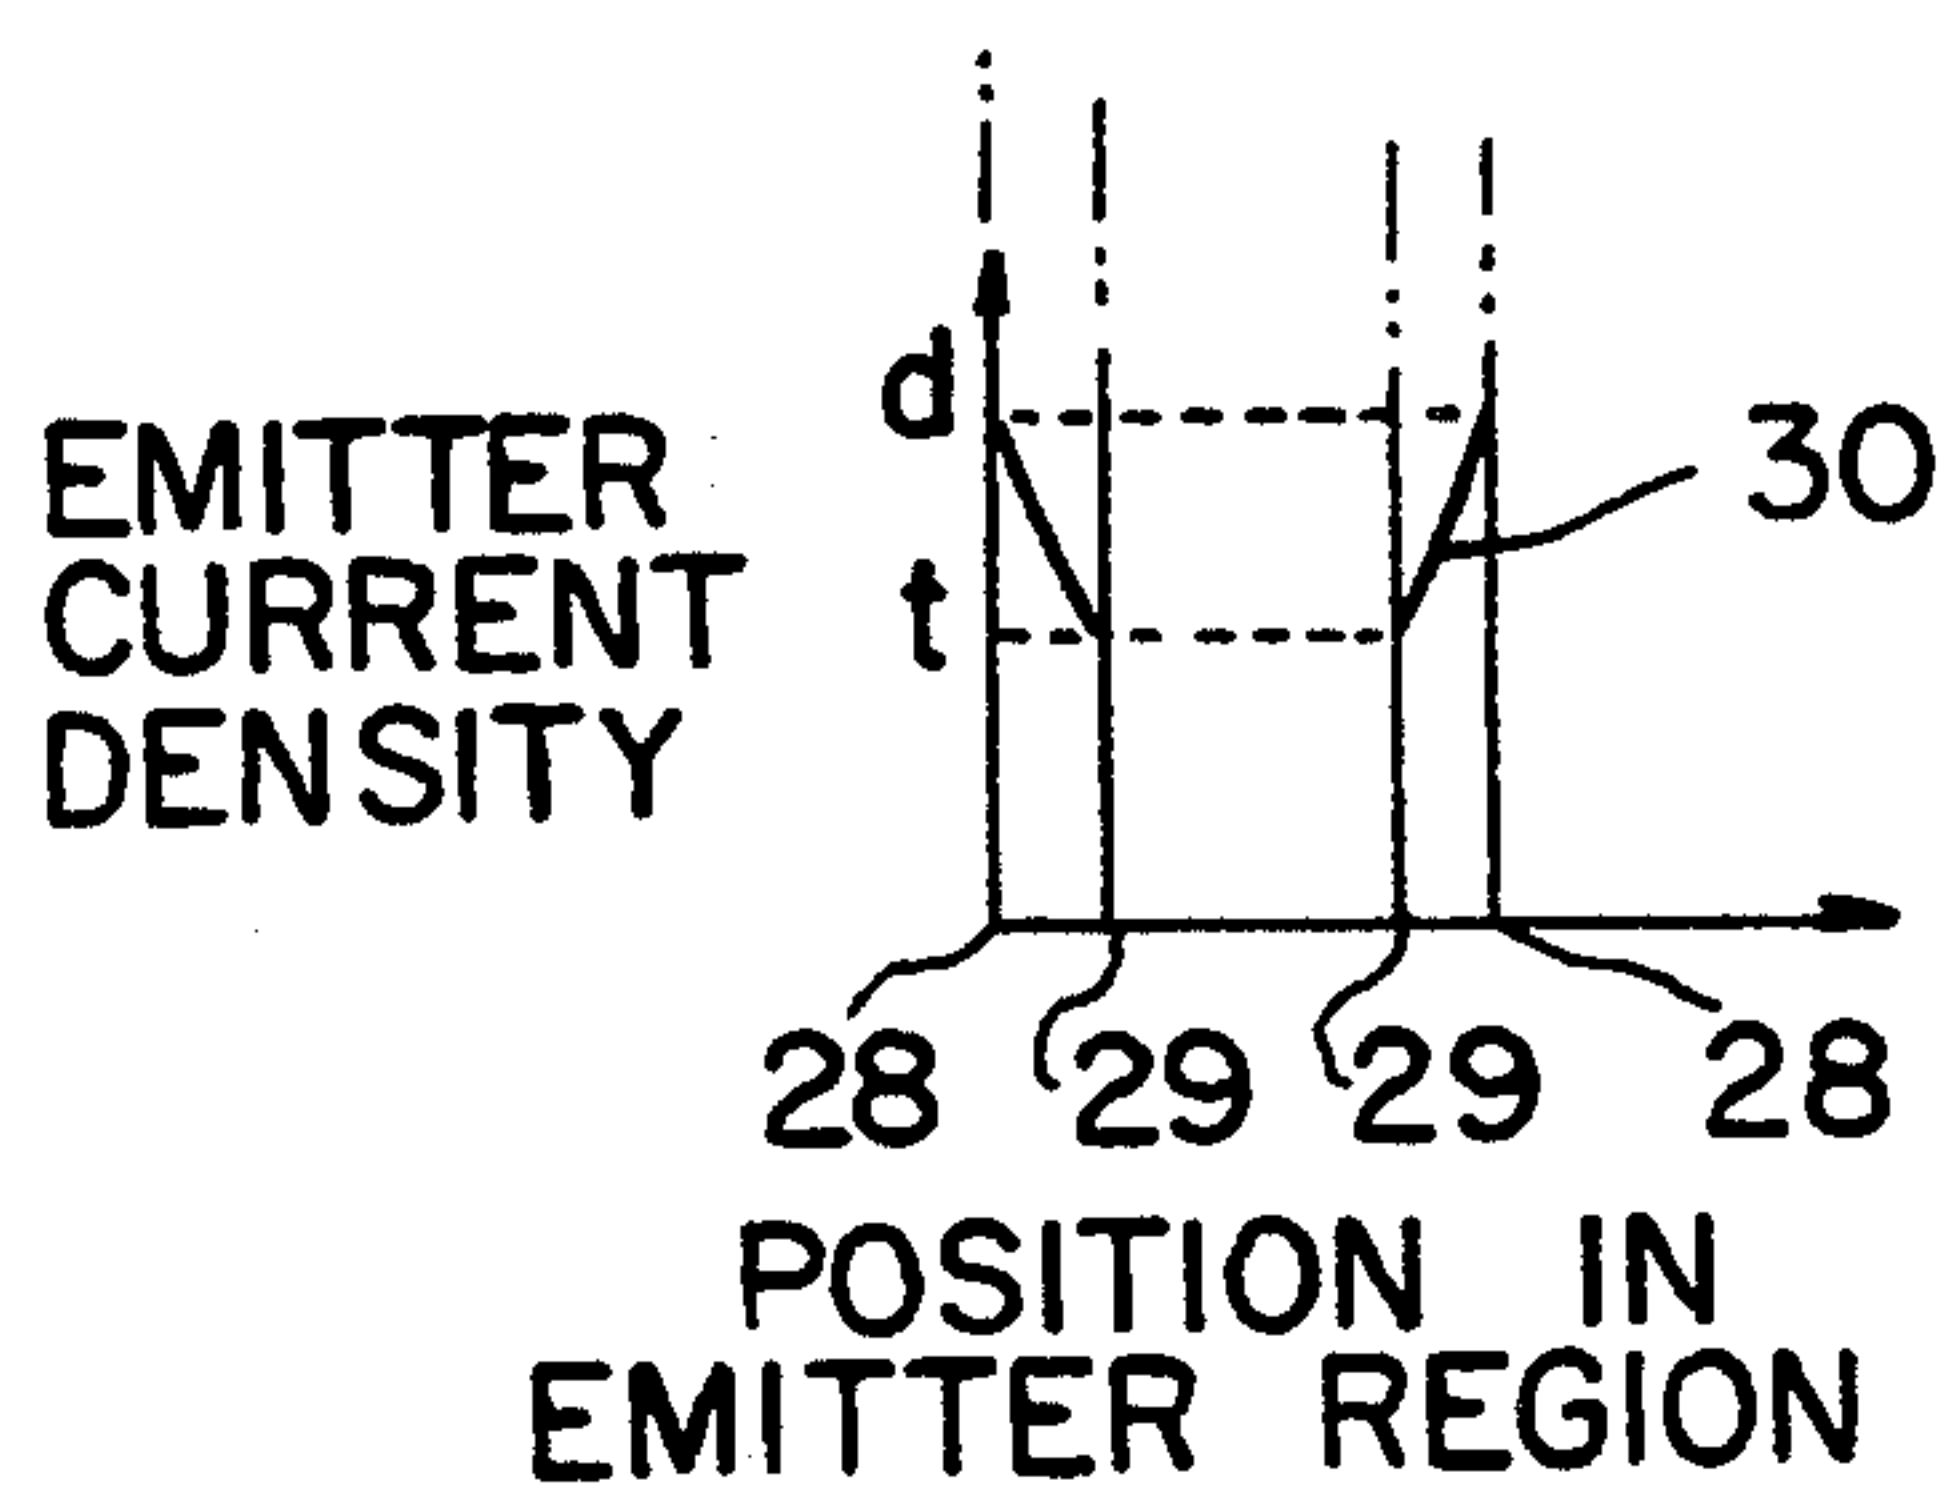 d
EMITTER
CURRENT
DENSITY
t
30
28 29 29 28
POSITION IN
EMITTER REGION